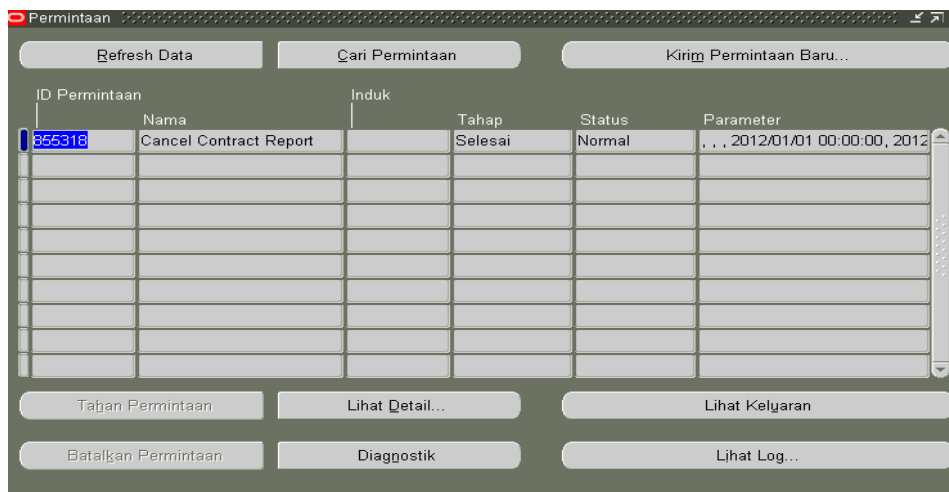 Permintaan
Refresh Data Cari Permintaan Kirim Permintaan Baru...
ID Permintaan Induk
Nama Tahap Status Parameter
855318 Cancel Contract Report Selesai Normal , , , 2012/01/01 00:00:00, 2012
Tahan Permintaan Lihat Detail... Lihat Keluaran
Batalkan Permintaan Diagnostik Lihat Log...